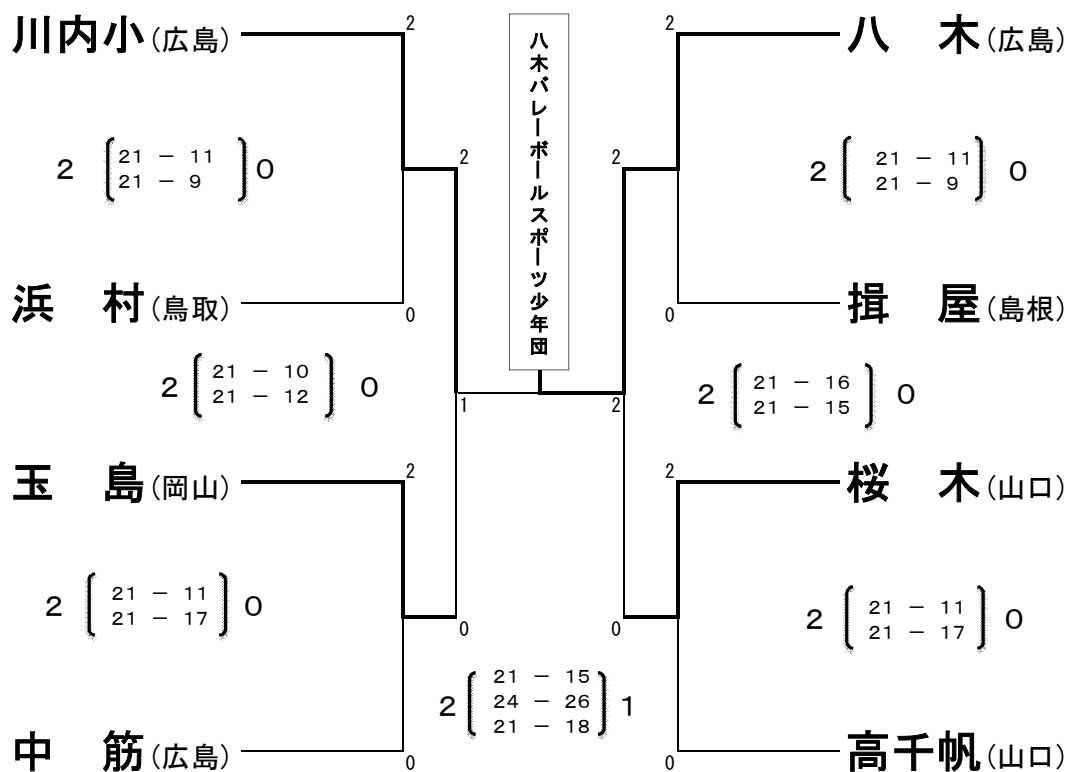 川内小(広島)
2
八バレーボールスポーツ少年団
2
八 木(広島)
2
21 － 11
21 － 9
0
2
2
2
21 － 11
21 － 9
0
浜 村(鳥取)
0
0
揖 屋(島根)
2
21 － 10
21 － 12
0
1
2
2
21 － 16
21 － 15
0
玉 島(岡山)
2
2
桜 木(山口)
2
21 － 11
21 － 17
0
0
0
2
21 － 11
21 － 17
0
2
21 － 15
24 － 26
21 － 18
1
中 筋(広島)
0
0
高千帆(山口)